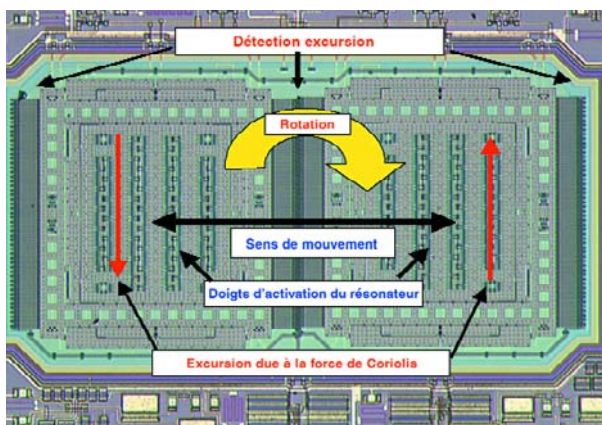 Détection excursion
Rotation
Sens de mouvement
Doigts d'activation du résonateur
Excursion due à la force de Coriolis